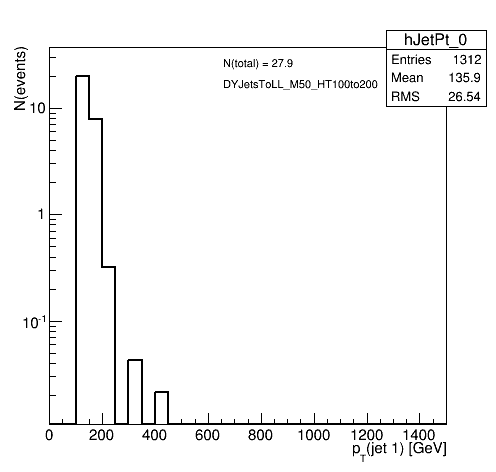 hJetPt_0
Entries 1312
Mean 135.9
RMS 26.54
N(total) = 27.9
DYJetsToLL_M50_HT100to200
N(events)
10
1
10-1
0 200 400 600 800 1000 1200 1400
pT(jet 1) [GeV]